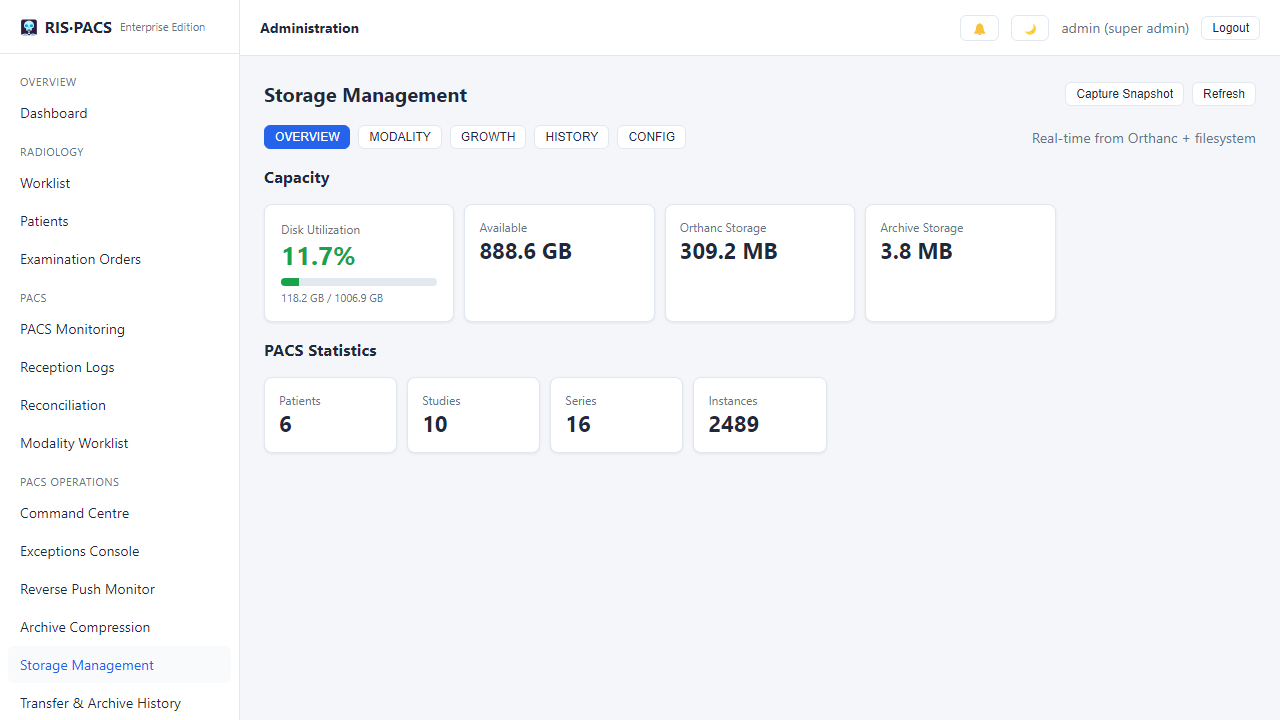 RIS·PACS Enterprise Edition
OVERVIEW
Dashboard
RADIOLOGY
Worklist
Patients
Examination Orders
PACS
PACS Monitoring
Reception Logs
Reconciliation
Modality Worklist
PACS OPERATIONS
Command Centre
Exceptions Console
Reverse Push Monitor
Archive Compression
Storage Management
Transfer & Archive History
Administration
admin (super admin) Logout
Storage Management
Capture Snapshot Refresh
OVERVIEW MODALITY GROWTH HISTORY CONFIG
Real-time from Orthanc + filesystem
Capacity
Disk Utilization
11.7%
118.2 GB / 1006.9 GB
Available
888.6 GB
Orthanc Storage
309.2 MB
Archive Storage
3.8 MB
PACS Statistics
Patients
6
Studies
10
Series
16
Instances
2489